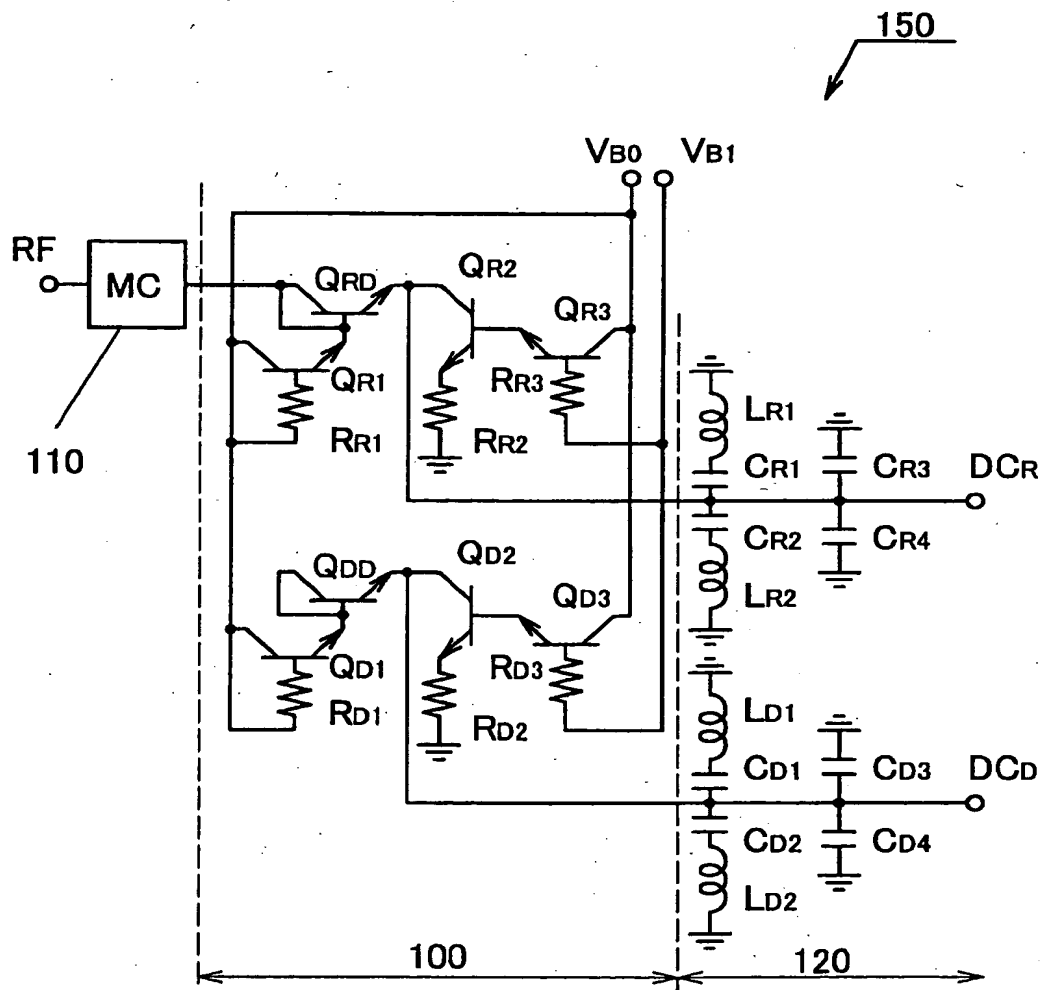 150
VB0 VB1
RF
MC
QRD
QR2
QR3
QR1
RR3
RR1
RR2
110
LR1
CR1 CR3 DCR
CR2 CR4
LR2
QDD
QD2
QD3
QD1
RD3
RD1
RD2
LD1
CD1 CD3 DCD
CD2 CD4
LD2
100 120